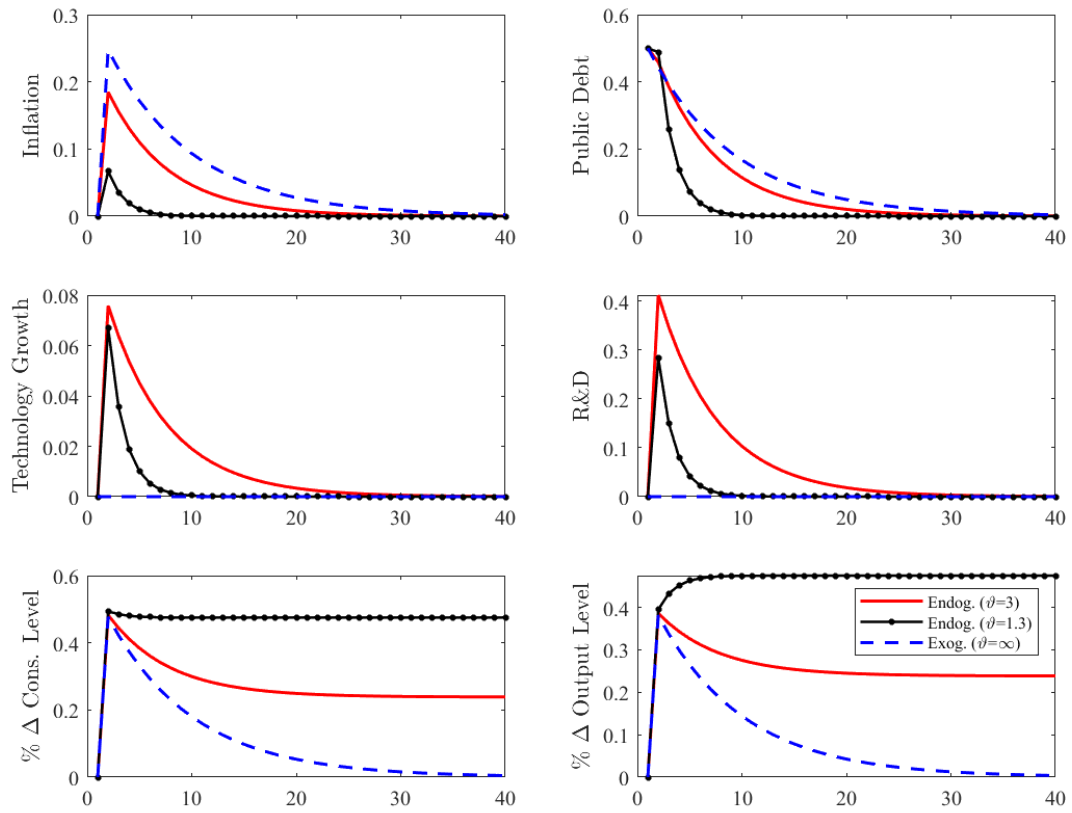 Inflation
0.3
0.2
0.1
0
0 10 20 30 40
Public Debt
0.6
0.4
0.2
0
0 10 20 30 40
Technology Growth
0.08
0.06
0.04
0.02
0
0 10 20 30 40
R&D
0.4
0.3
0.2
0.1
0
0 10 20 30 40
% Δ Cons. Level
0.6
0.4
0.2
0
0 10 20 30 40
% Δ Output Level
0.4
0.3
0.2
0.1
0
0 10 20 30 40
Endog. (ϑ=3)
Endog. (ϑ=1.3)
Exog. (ϑ=∞)